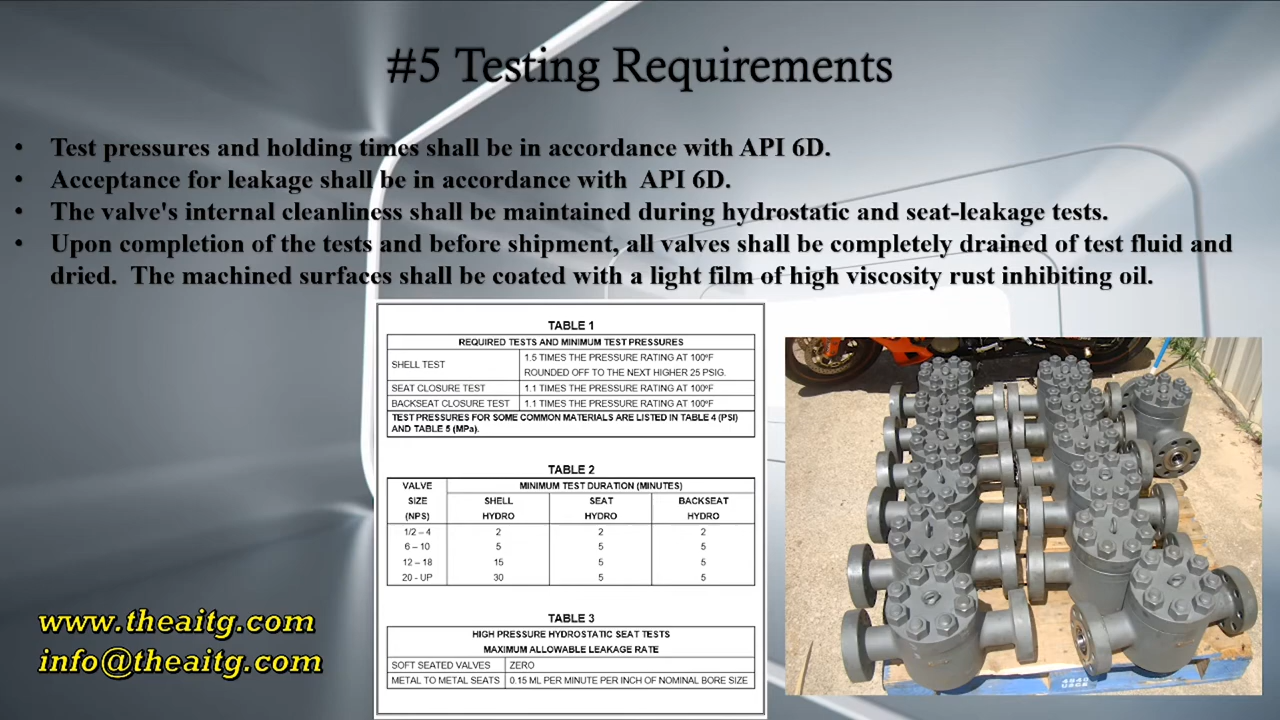 #5 Testing Requirements
• Test pressures and holding times shall be in accordance with API 6D.
• Acceptance for leakage shall be in accordance with  API 6D.
• The valve's internal cleanliness shall be maintained during hydrostatic and seat-leakage tests.
• Upon completion of the tests and before shipment, all valves shall be completely drained of test fluid and
dried.  The machined surfaces shall be coated with a light film of high viscosity rust inhibiting oil.
TABLE 1
REQUIRED TESTS AND MINIMUM TEST PRESSURES
SHELL TEST
1.5 TIMES THE PRESSURE RATING AT 100ºF
ROUNDED OFF TO THE NEXT HIGHER 25 PSIG.
SEAT CLOSURE TEST 1.1 TIMES THE PRESSURE RATING AT 100ºF
BACKSEAT CLOSURE TEST 1.1 TIMES THE PRESSURE RATING AT 100ºF
TEST PRESSURES FOR SOME COMMON MATERIALS ARE LISTED IN TABLE 4 (PSI)
AND TABLE 5 (MPa).
TABLE 2
VALVE MINIMUM TEST DURATION (MINUTES)
SIZE SHELL SEAT BACKSEAT
(NPS) HYDRO HYDRO HYDRO
1/2 – 4 2 2 2
6 – 10 5 5 5
12 – 18 15 5 5
20 - UP 30 5 5
TABLE 3
HIGH PRESSURE HYDROSTATIC SEAT TESTS
MAXIMUM ALLOWABLE LEAKAGE RATE
SOFT SEATED VALVES ZERO
METAL TO METAL SEATS 0.15 ML PER MINUTE PER INCH OF NOMINAL BORE SIZE
www.theaitg.com
info@theaitg.com